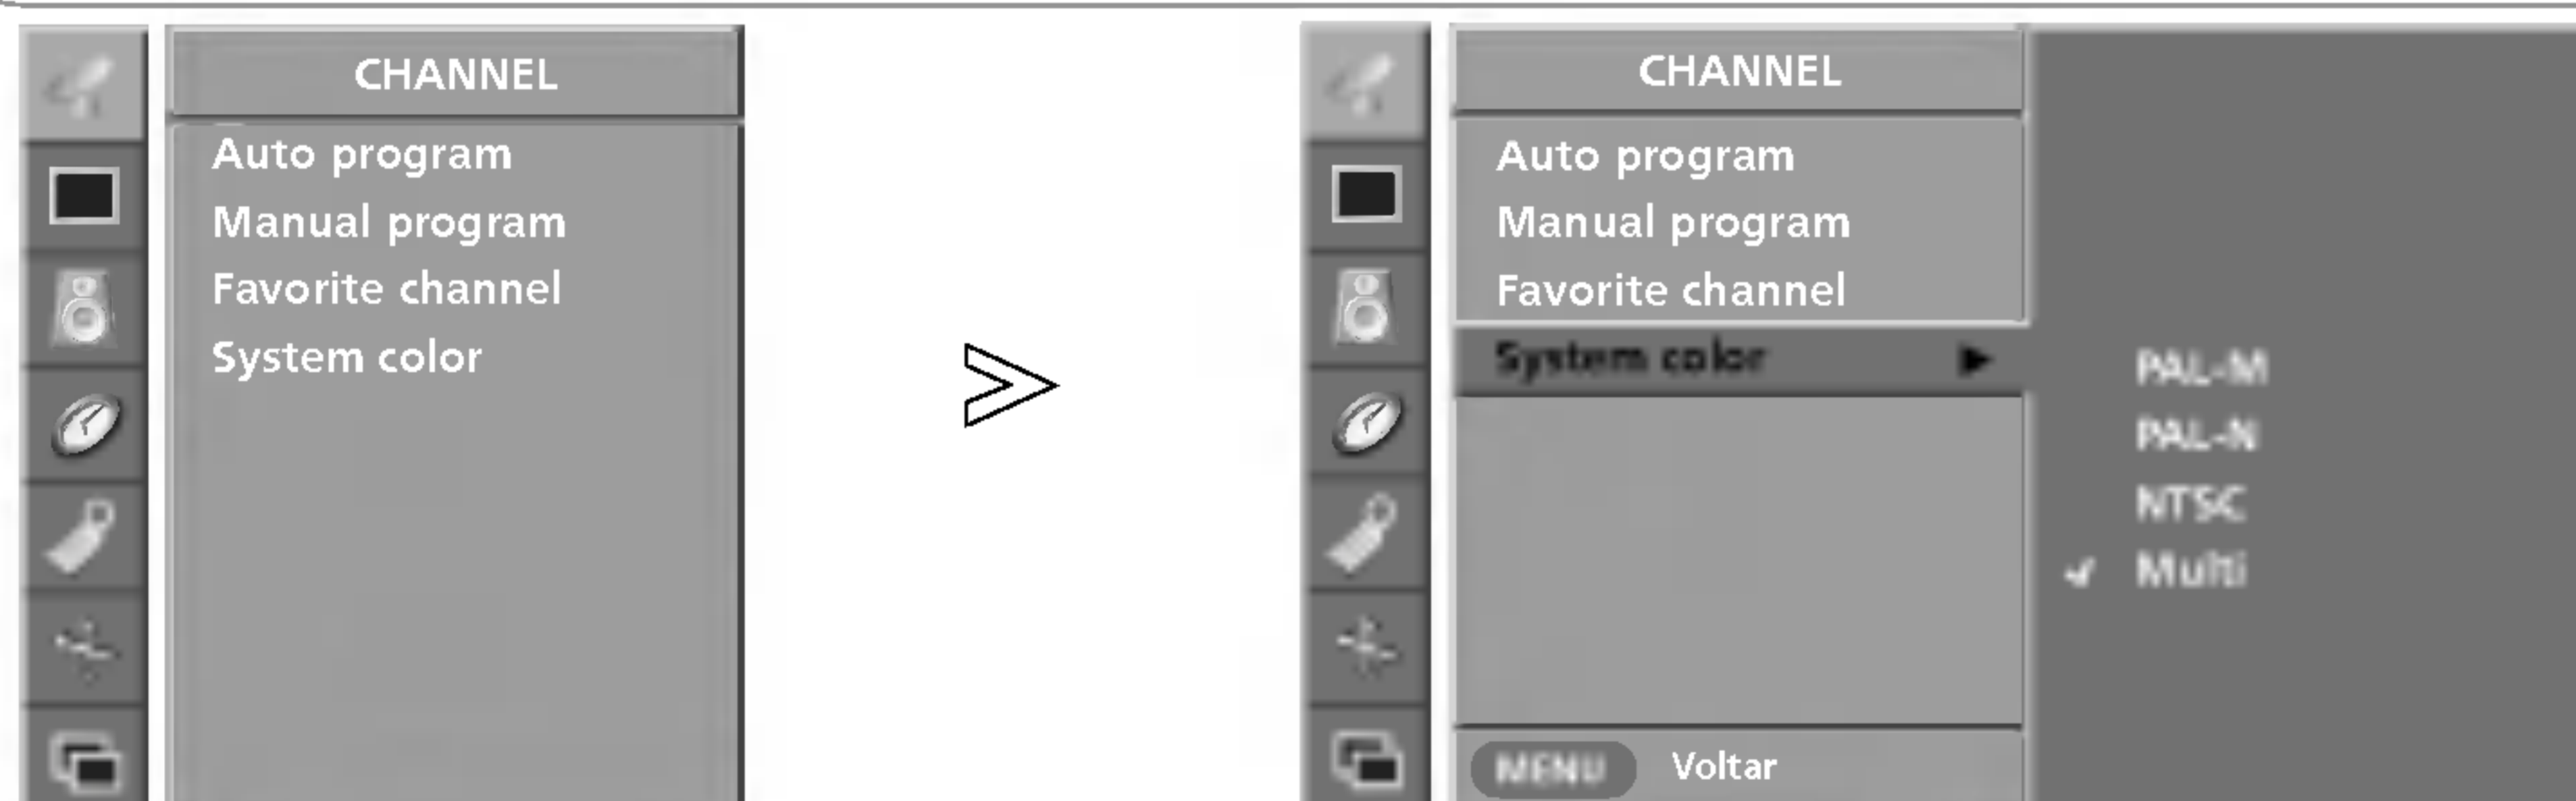 CHANNEL
Auto program
Manual program
Favorite channel
System color
CHANNEL
Auto program
Manual program
Favorite channel
System color
PAL-M
PAL-N
NTSC
Multi
MENU Voltar